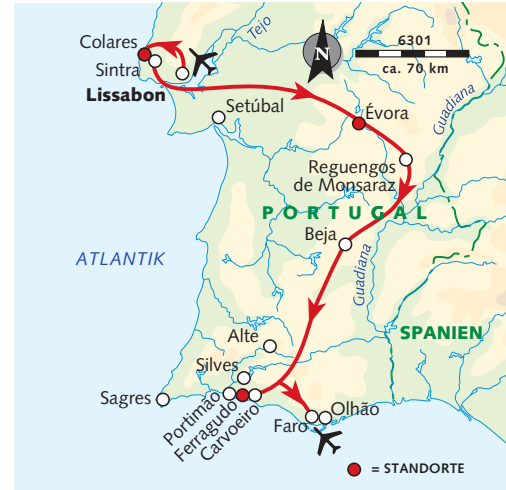 Colares
Sintra
Lissabon
Tejo
N
6301
ca. 70 km
Setúbal
Évora
Guadiana
Reguengos
de Monsaraz
PORTUGAL
Beja
Guadiana
ATLANTIK
SPANIEN
Alte
Silves
Sagres
Portimão
Ferragudo
Carvoeiro
Faro
Olhão
= STANDORTE